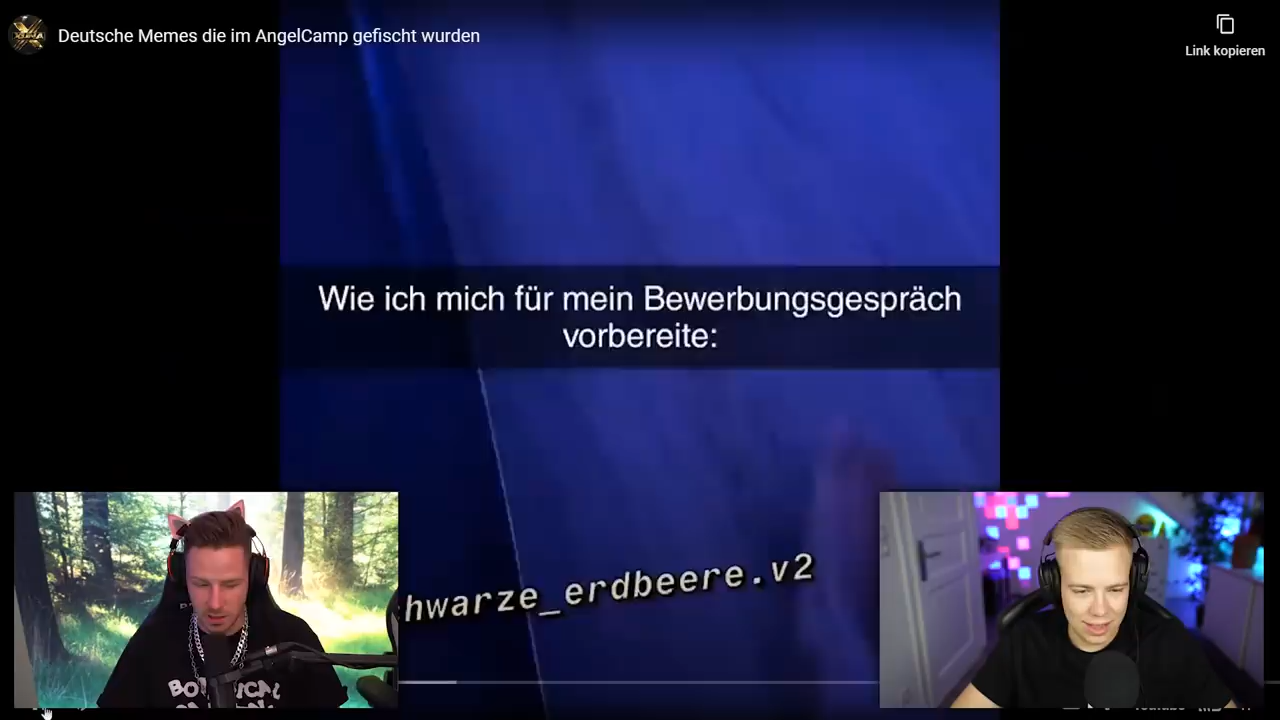 Deutsche Memes die im AngelCamp gefischt wurden
Link kopieren
Wie ich mich für mein Bewerbungsgespräch
vorbereite:
hwarze_erdbeere.v2